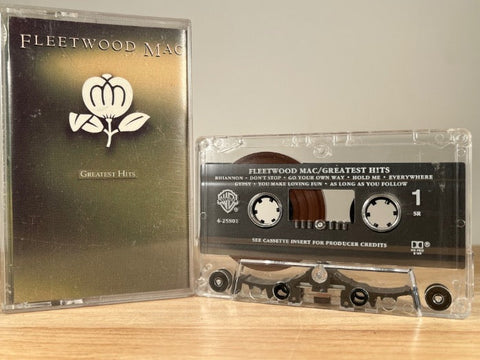 FLEETWOOD MAC
GREATEST HITS
FLEETWOOD MAC/GREATEST HITS
RHIANNON • DON'T STOP • GO YOUR OWN WAY • HOLD ME • EVERYWHERE
GYPSY • YOU MAKE LOVING FUN • AS LONG AS YOU FOLLOW
1
SR
4-25801
SEE CASSETTE INSERT FOR PRODUCER CREDITS